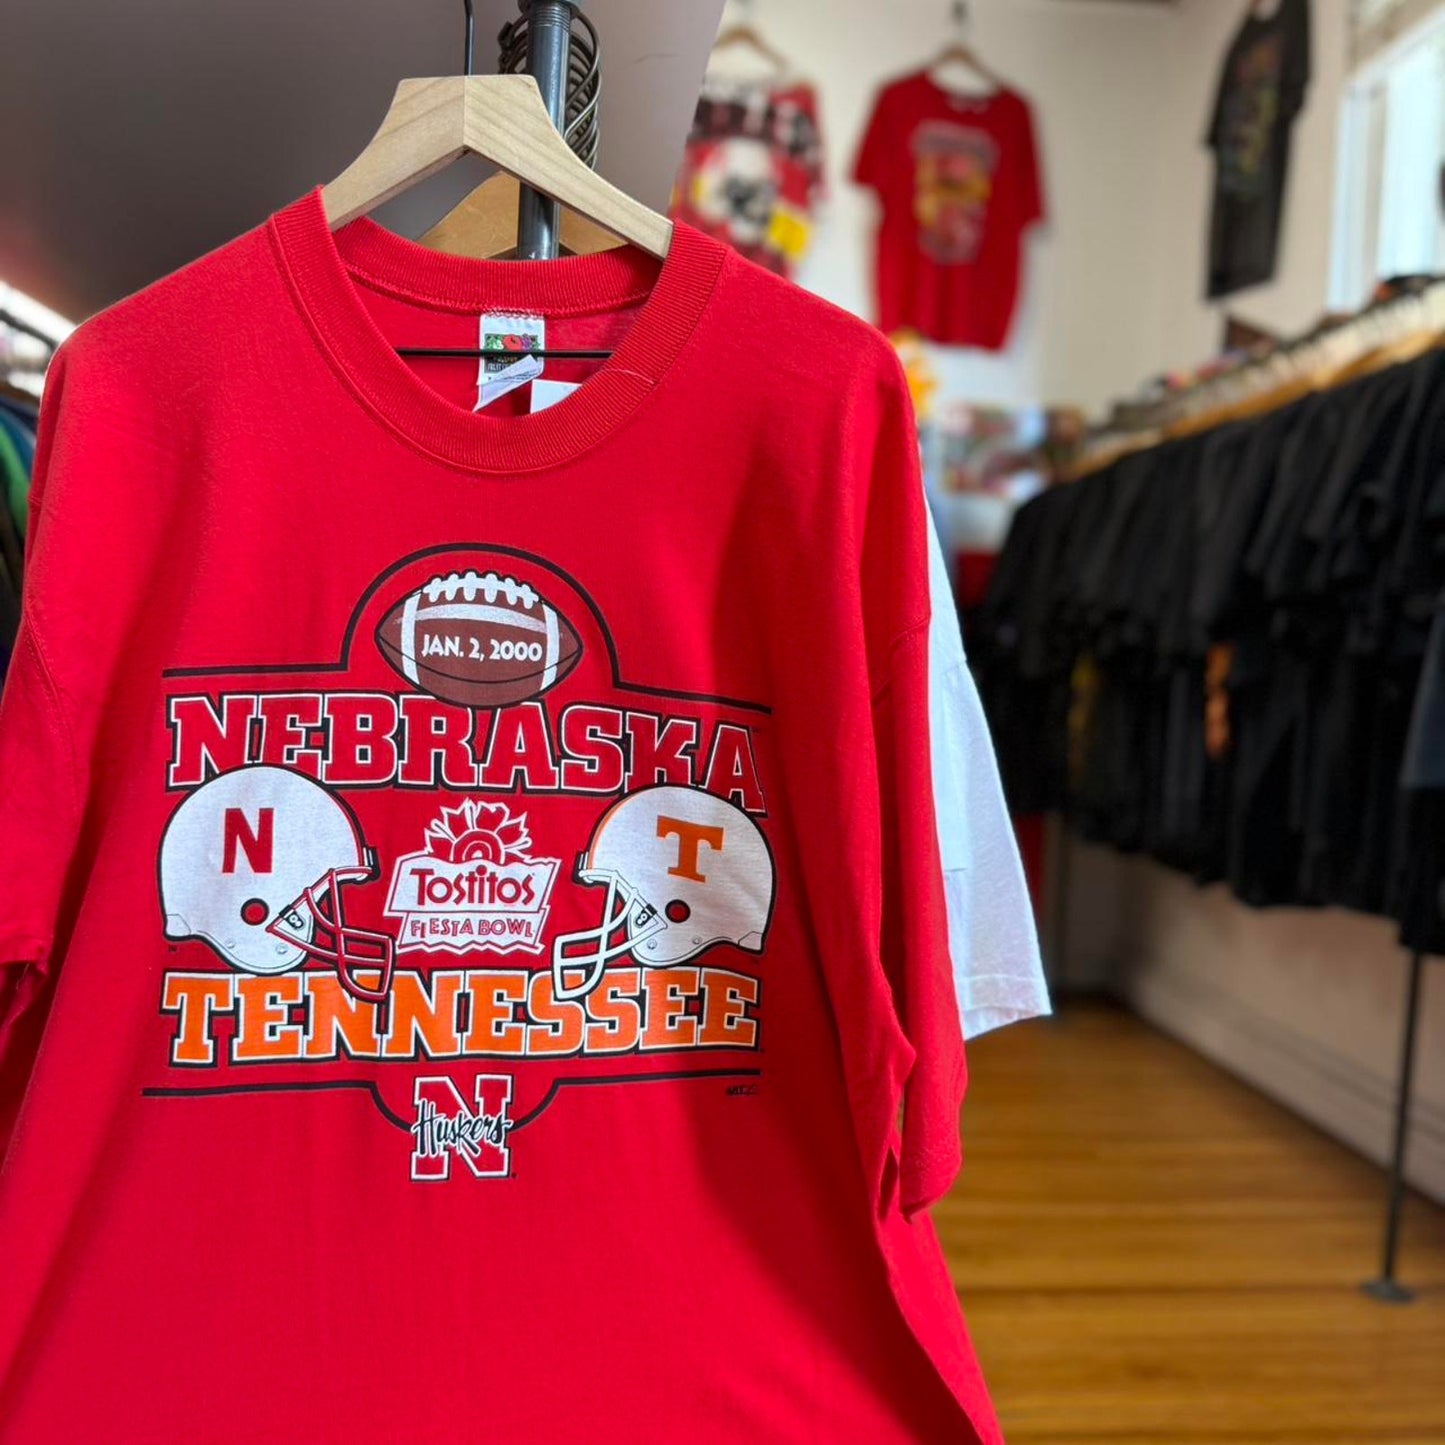 JAN. 2, 2000
NEBRASKA
N
T
Tostitos
FIESTA BOWL
TENNESSEE
N
Huskers